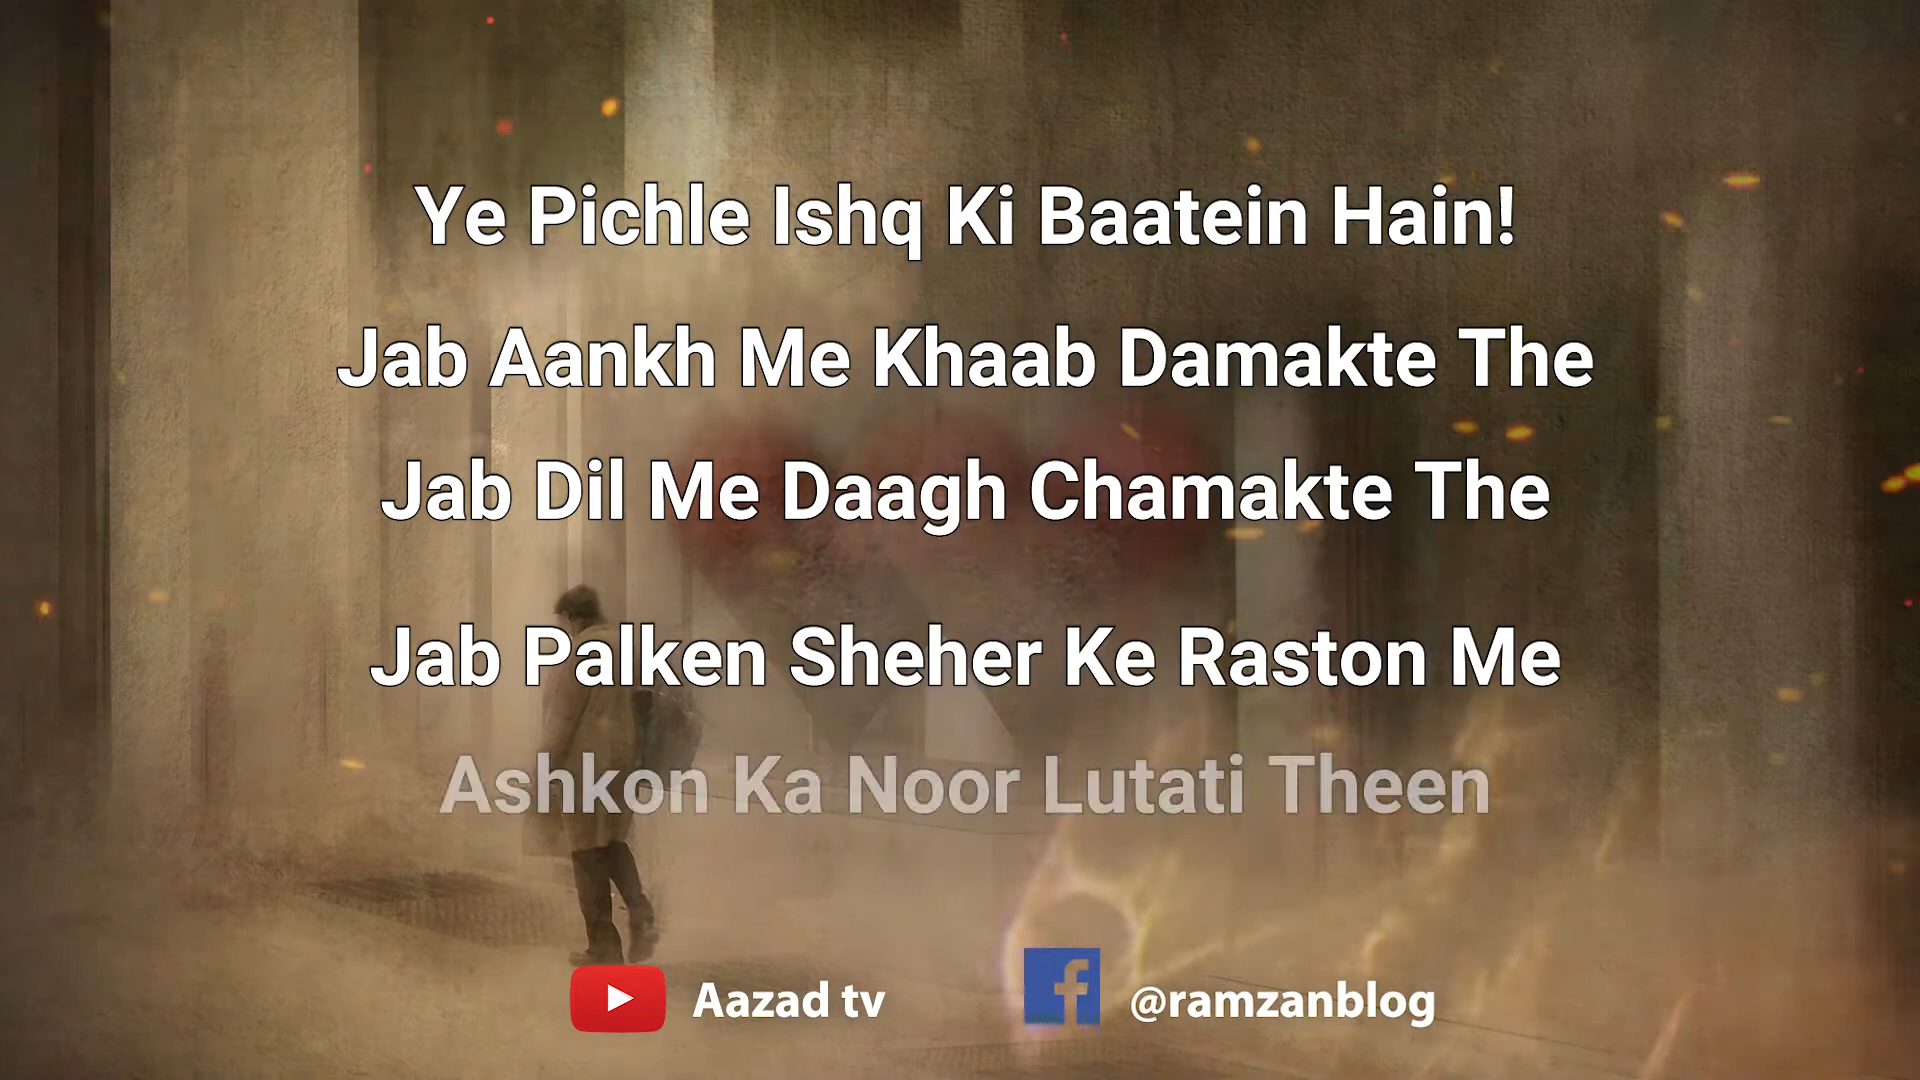 Ye Pichle Ishq Ki Baatein Hain!
Jab Aankh Me Khaab Damakte The
Jab Dil Me Daagh Chamakte The
Jab Palken Sheher Ke Raston Me
Ashkon Ka Noor Lutati Theen
Aazad tv
@ramzanblog